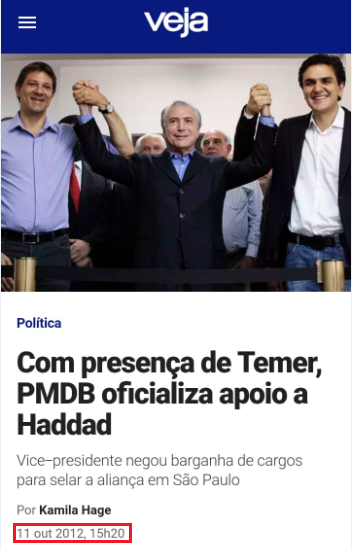 veja
Política
Com presença de Temer,
PMDB oficializa apoio a
Haddad
Vice-presidente negou barganha de cargos
para selar a aliança em São Paulo
Por Kamila Hage
11 out 2012, 15h20